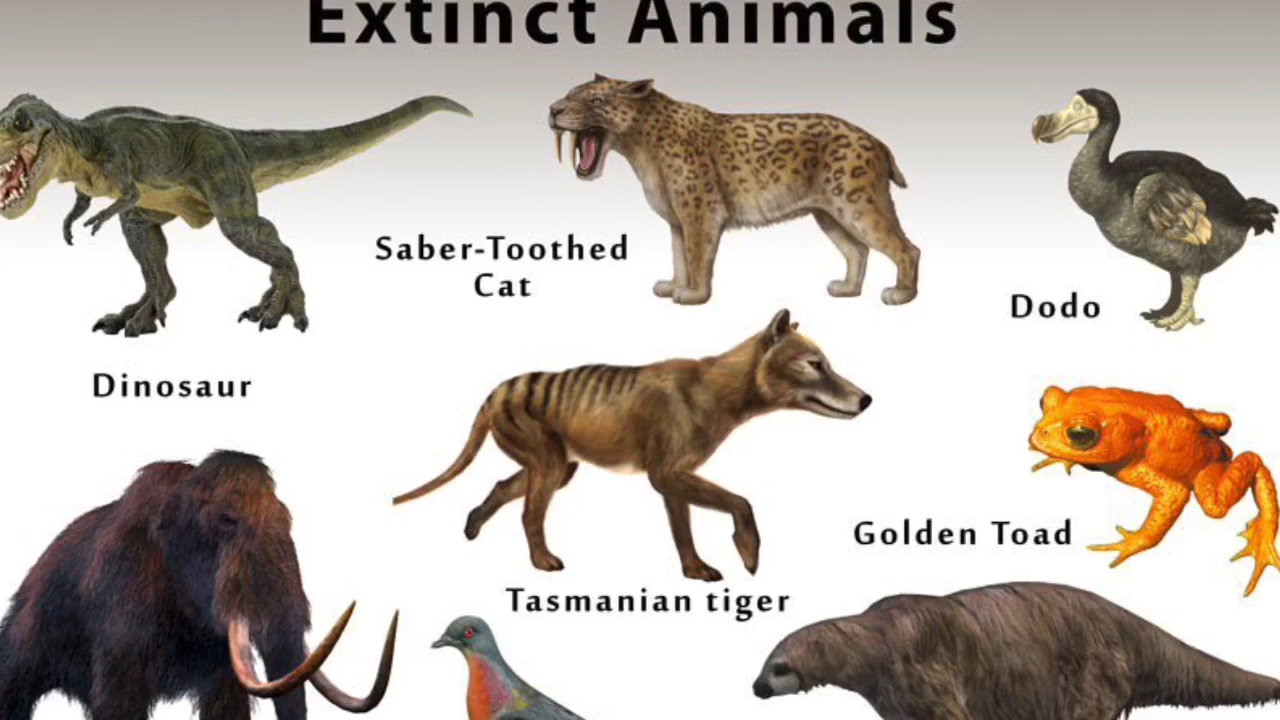 Extinct Animals
Saber-Toothed
Cat
Dodo
Dinosaur
Golden Toad
Tasmanian tiger